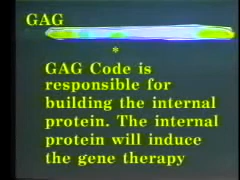 GAG
*
GAG Code is
responsible for
building the internal
protein. The internal
protein will induce
the gene therapy